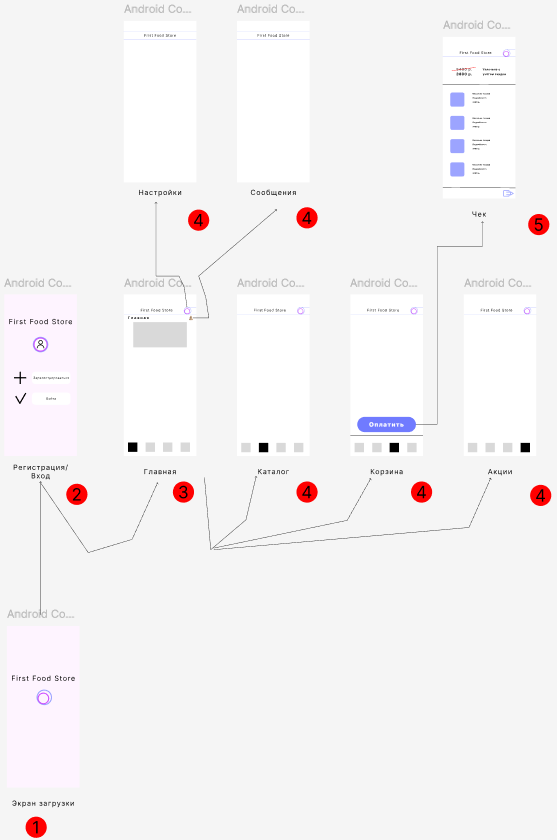 Android Co...
Android Co...
Android Co...
First Food Store
First Food Store
First Food Store
2880 р.
Настройки
Сообщения
Чек
4
4
5
Android Co...
Android Co...
Android Co...
Android Co...
Android Co...
First Food Store
First Food Store
First Food Store
First Food Store
First Food Store
Главная
Зарегистрироваться
Войти
Оплатить
Регистрация/
Вход
Главная
Каталог
Корзина
Акции
2
3
4
4
4
Android Co...
First Food Store
Экран загрузки
1